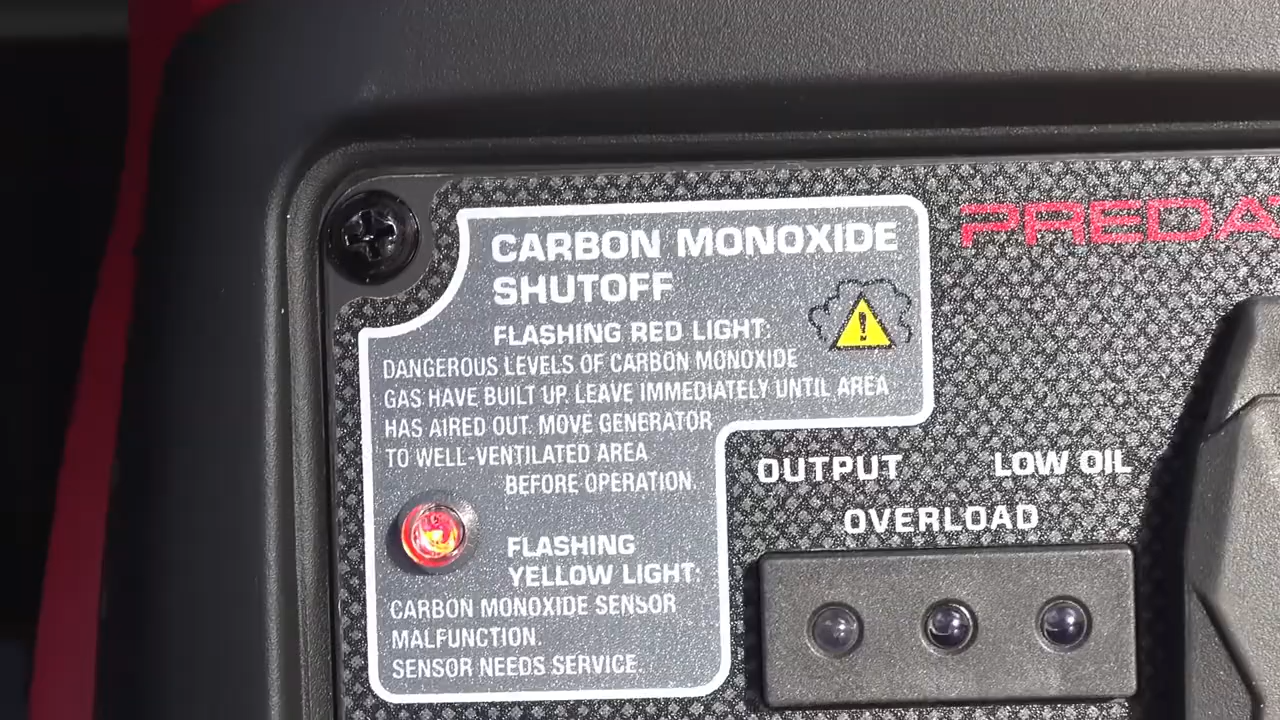 CARBON MONOXIDE
SHUTOFF
FLASHING RED LIGHT:
DANGEROUS LEVELS OF CARBON MONOXIDE
GAS HAVE BUILT UP. LEAVE IMMEDIATELY UNTIL AREA
HAS AIRED OUT. MOVE GENERATOR
TO WELL-VENTILATED AREA
BEFORE OPERATION.
FLASHING
YELLOW LIGHT:
CARBON MONOXIDE SENSOR
MALFUNCTION.
SENSOR NEEDS SERVICE.
PREDA
OUTPUT
LOW OIL
OVERLOAD